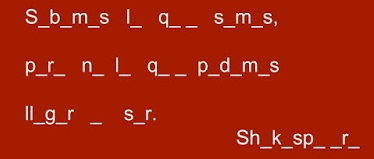 S_b_m_s l_ q_ _ s_m_s,
p_r_ n_ l_ q_ _ p_d_m_s
ll_g_r _ s_r.
Sh_k_sp_ _r_